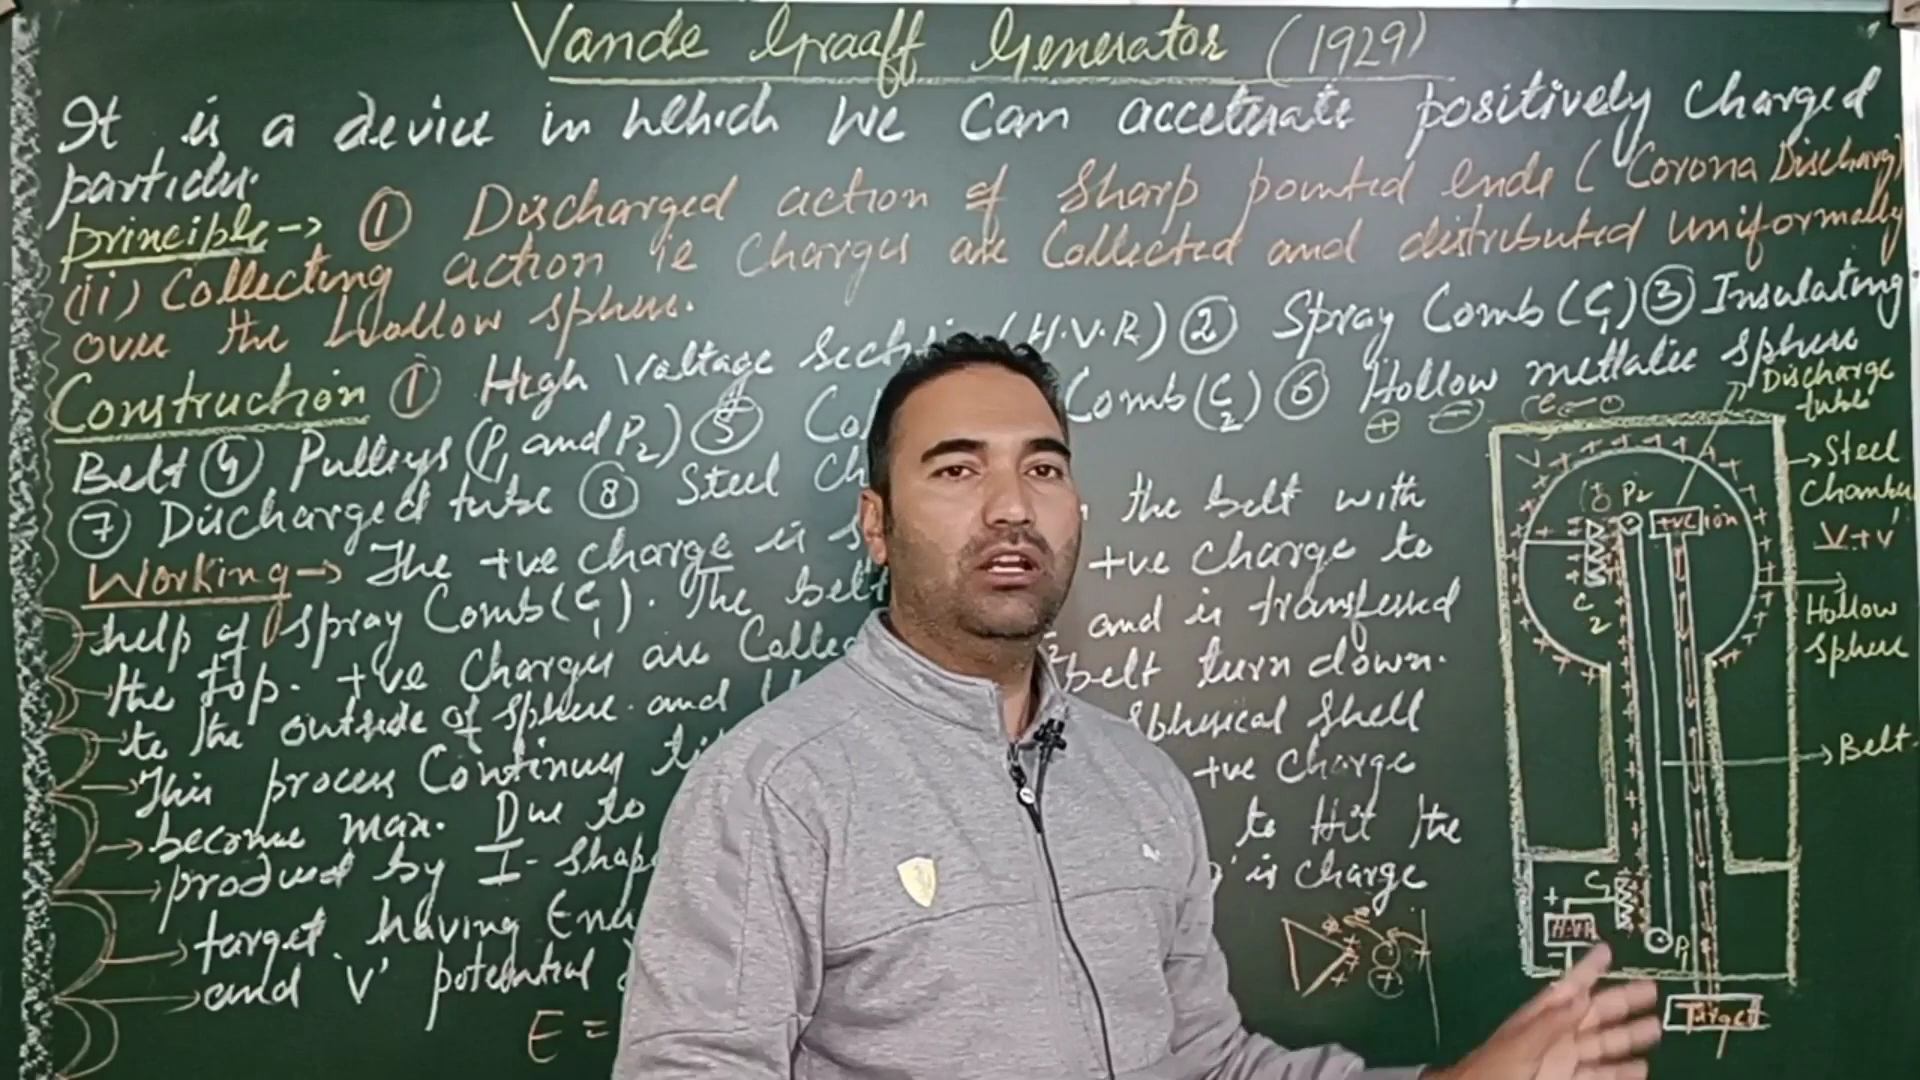 Vande Graaff Generator (1929)
It is a device in which we can accelerate positively charged
particles.
principle→ ① Discharged action of Sharp pointed ends (Corona Discharg)
(ii) Collecting action ie charges are Collected and distributed uniformally
over the hollow sphere.
Construction ① High Voltage Section (H.V.R) ② Spray Comb (C1) ③ Insulating
Belt ④ Pulleys (P1 and P2) ⑤ Comb (C2) ⑥ Hollow metlalic Sphere
⑦ Discharged tube ⑧ Steel
Working→ The +ve charge is the belt with
help of spray Comb (C1). The belt +ve charge to
the top. +ve charges are and is transferred
to the outside of sphere and belt turn down.
This process Continues spherical shell
become max. Due to +ve Charge
produced by I-shape to Hit the
target having is charge
and 'V' potential
E =
+ -
Discharge
tube
Steel
Chamber
V+V'
Hollow
Sphere
Belt
P2
+ve ion
C2
C1
H.V.R
+
-
P1
Target